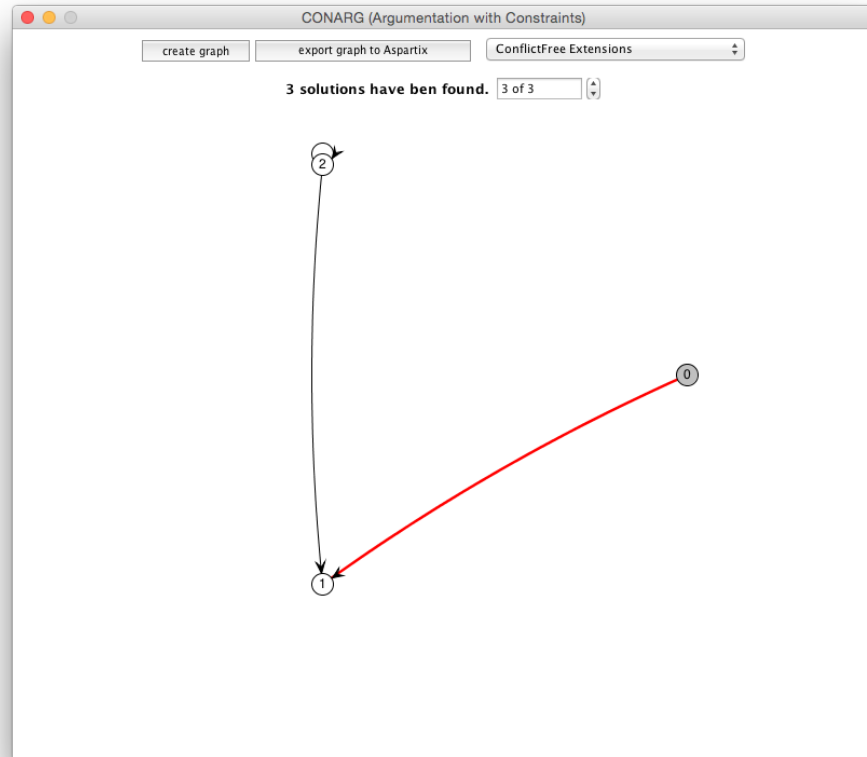 CONARG (Argumentation with Constraints)
create graph
export graph to Aspartix
ConflictFree Extensions
3 solutions have ben found.
3 of 3
2
0
1